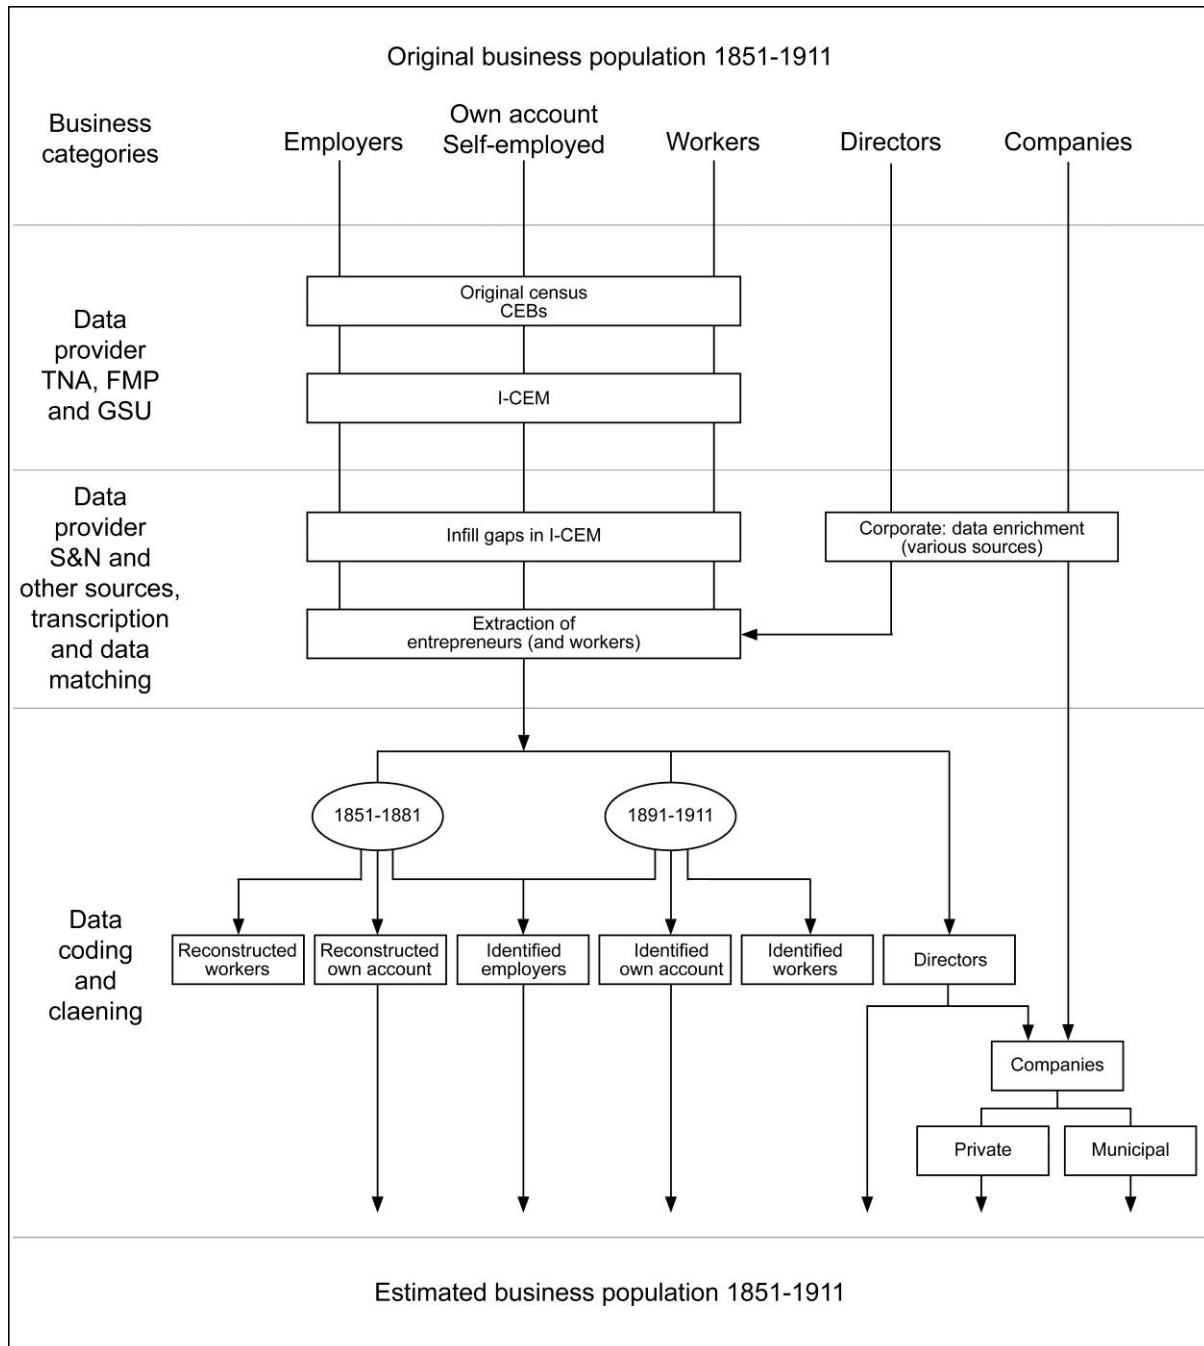 Original business population 1851-1911
Business
categories
Employers
Own account
Self-employed
Workers
Directors
Companies
Data
provider
TNA, FMP
and GSU
Original census
CEBs
I-CEM
Data
provider
S&N and
other sources,
transcription
and data
matching
Infill gaps in I-CEM
Corporate: data enrichment
(various sources)
Extraction of
entrepreneurs (and workers)
1851-1881
1891-1911
Data
coding
and
claening
Reconstructed
workers
Reconstructed
own account
Identified
employers
Identified
own account
Identified
workers
Directors
Companies
Private
Municipal
Estimated business population 1851-1911